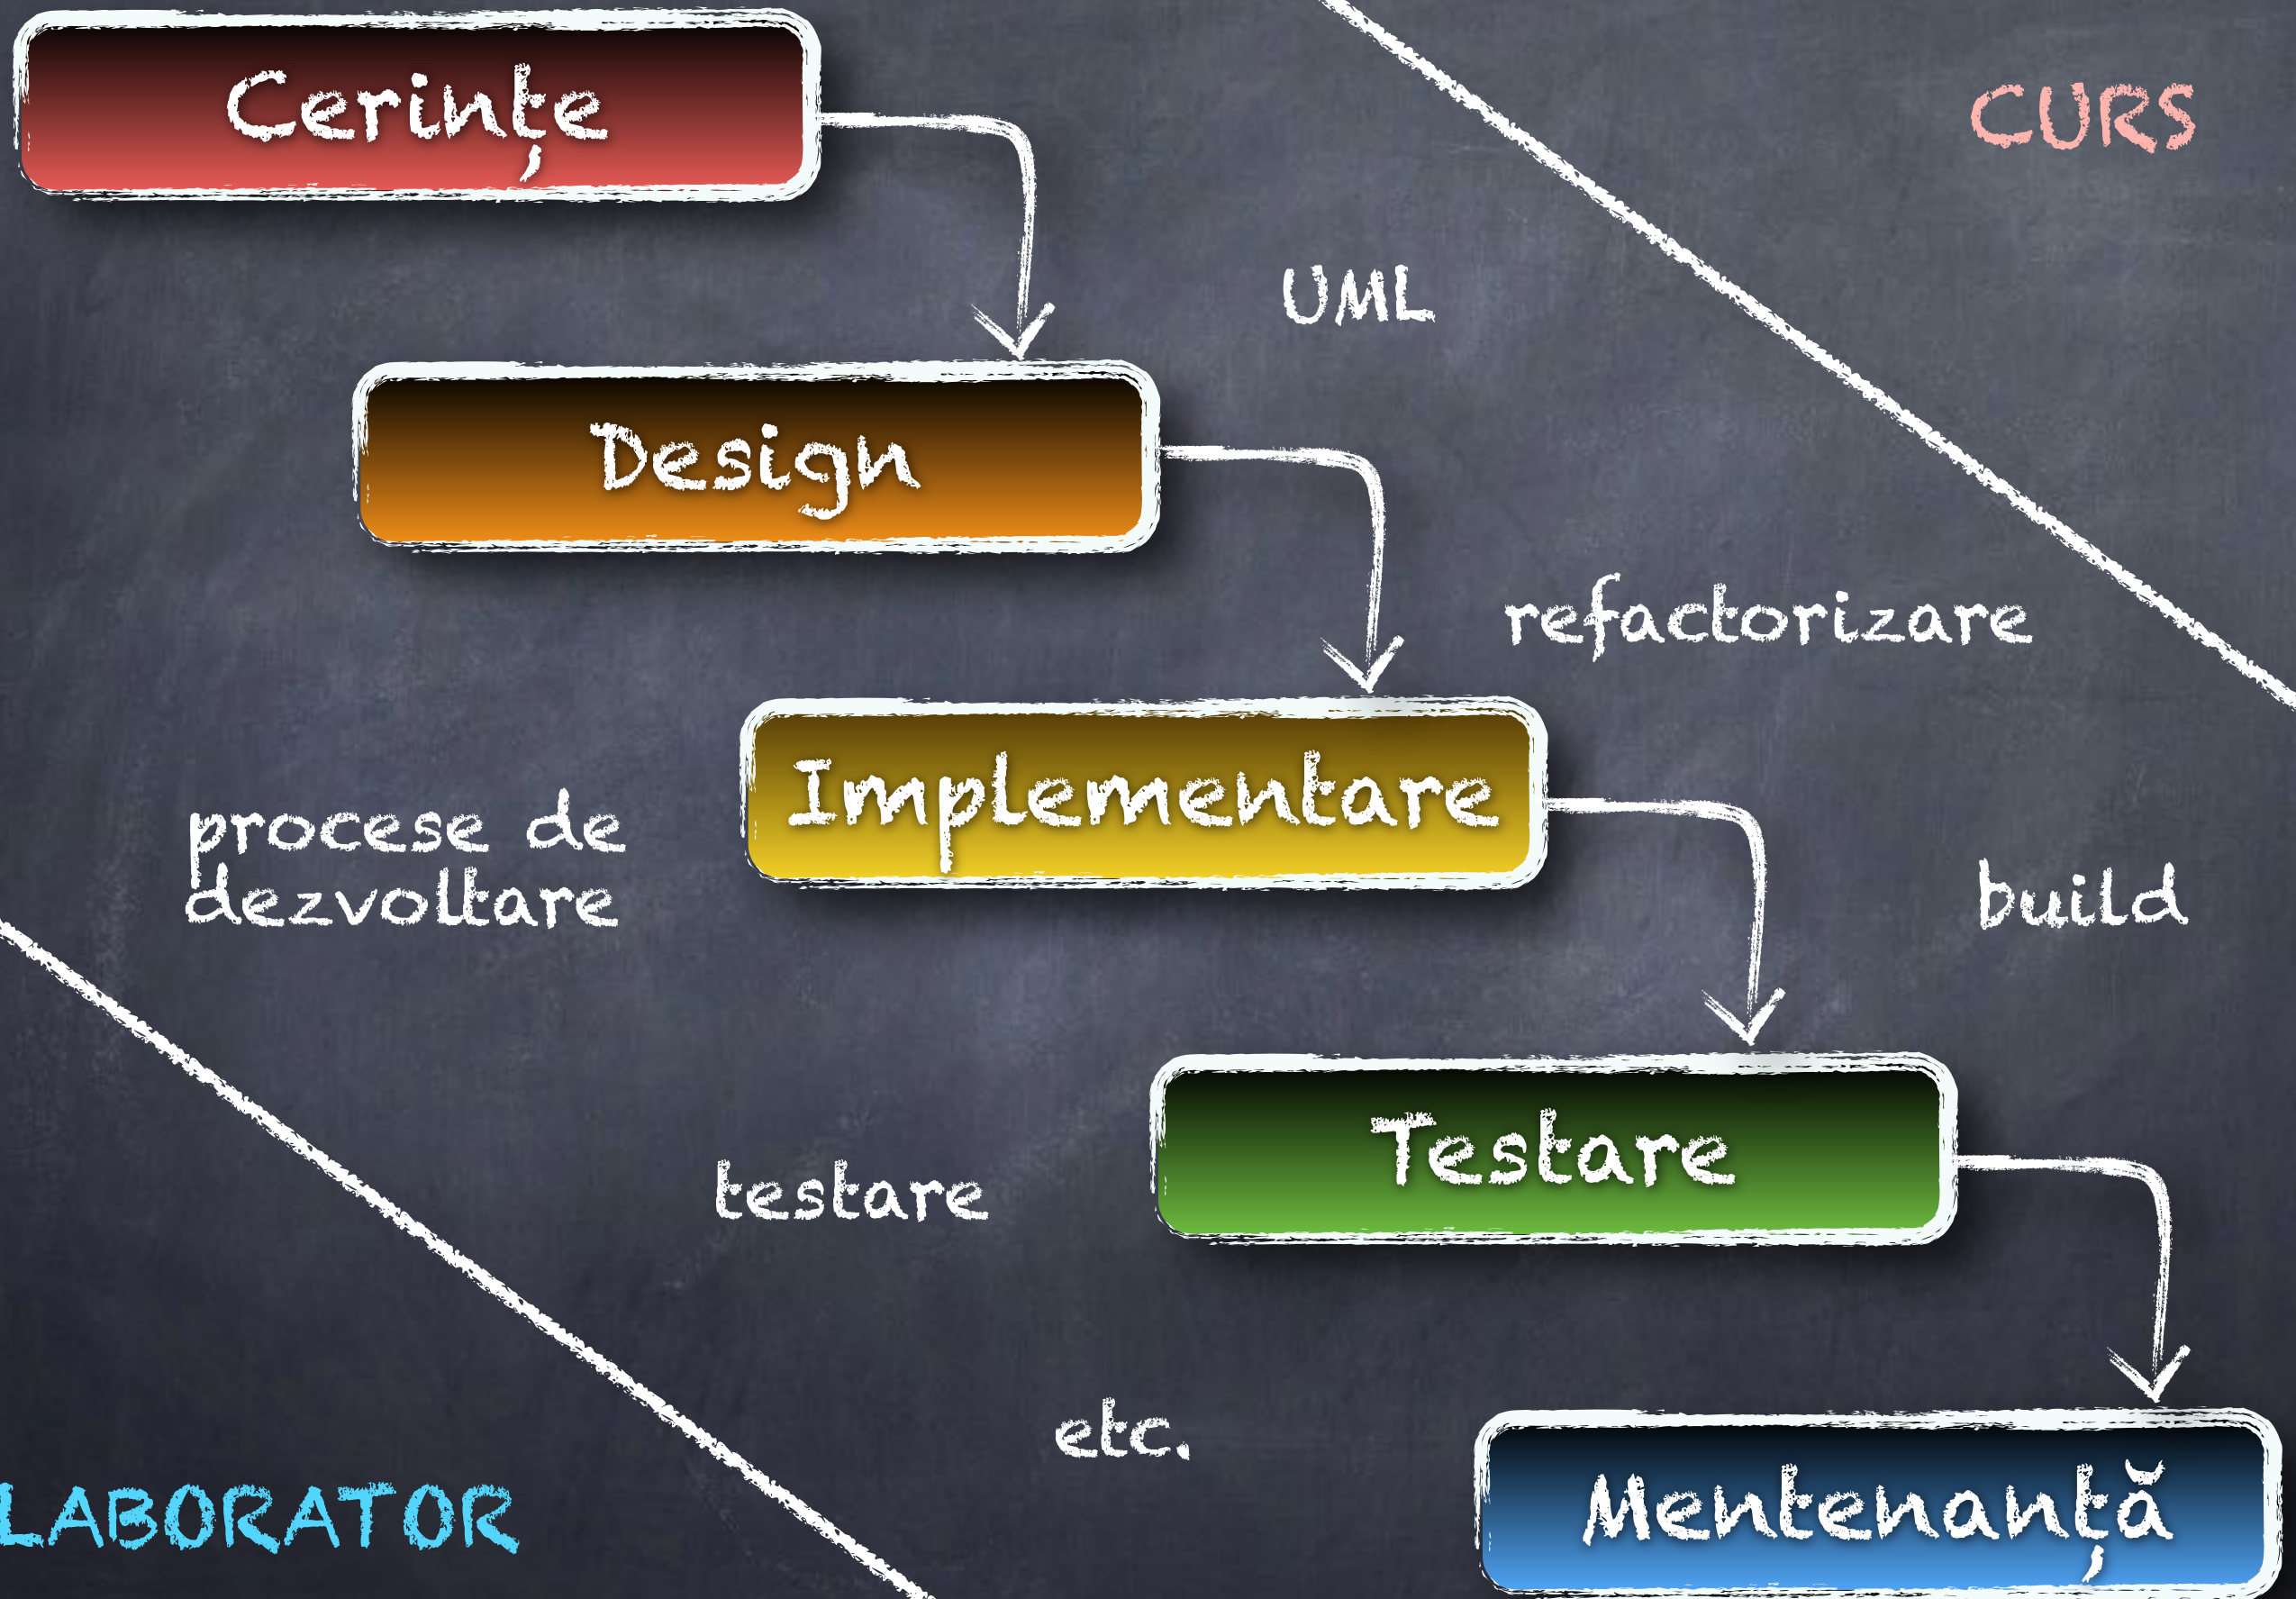 Cerințe
CURS
UML
Design
refactorizare
Implementare
procese de
dezvoltare
build
Testare
testare
etc.
LABORATOR
Mentenanță